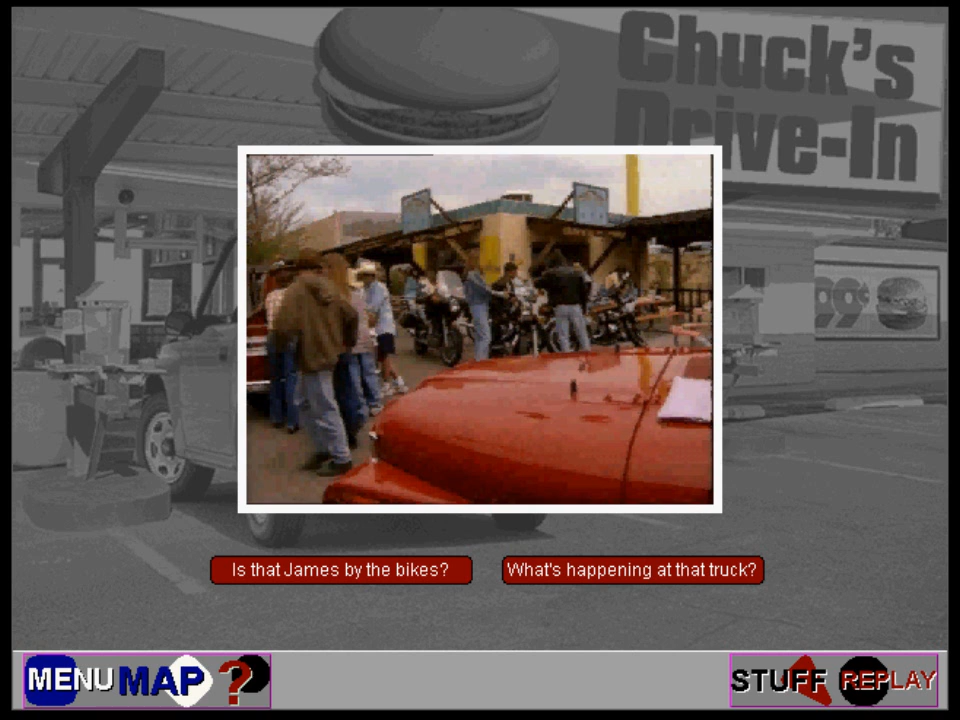 Chuck's
Drive-In
99¢
Is that James by the bikes?
What's happening at that truck?
MENU MAP ?
STUFF REPLAY